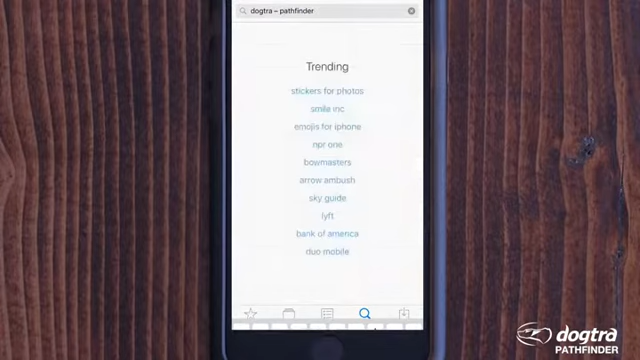 dogtra – pathfinder
Trending
stickers for photos
smile inc
emojis for iphone
npr one
bowmasters
arrow ambush
sky guide
lyft
bank of america
duo mobile
dogtra
PATHFINDER